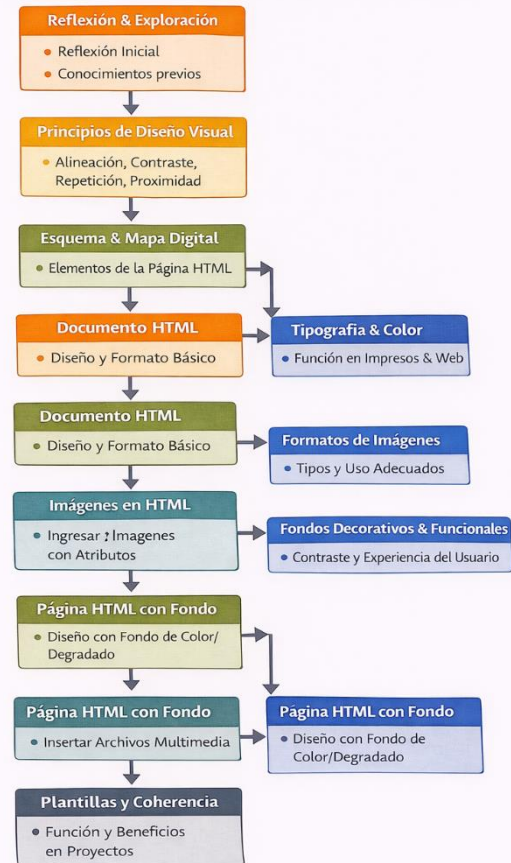 Reflexión & Exploración
• Reflexión Inicial
• Conocimientos previos
Principios de Diseño Visual
• Alineación, Contraste,
Repetición, Proximidad
Esquema & Mapa Digital
• Elementos de la Página HTML
Documento HTML
• Diseño y Formato Básico
Tipografia & Color
• Función en Impresos & Web
Documento HTML
• Diseño y Formato Básico
Formatos de Imágenes
• Tipos y Uso Adecuados
Imágenes en HTML
• Ingresar ? Imagenes
con Atributos
Fondos Decorativos & Funcionales
• Contraste y Experiencia del Usuario
Página HTML con Fondo
• Diseño con Fondo de Color/
Degradado
Página HTML con Fondo
• Insertar Archivos Multimedia
Página HTML con Fondo
• Diseño con Fondo de
Color/Degradado
Plantillas y Coherencia
• Función y Beneficios
en Proyectos